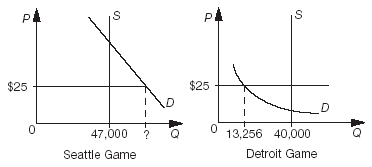 P S
$25
D
0 47,000 ? Q
Seattle Game
P S
$25
D
0 13,256 40,000 Q
Detroit Game